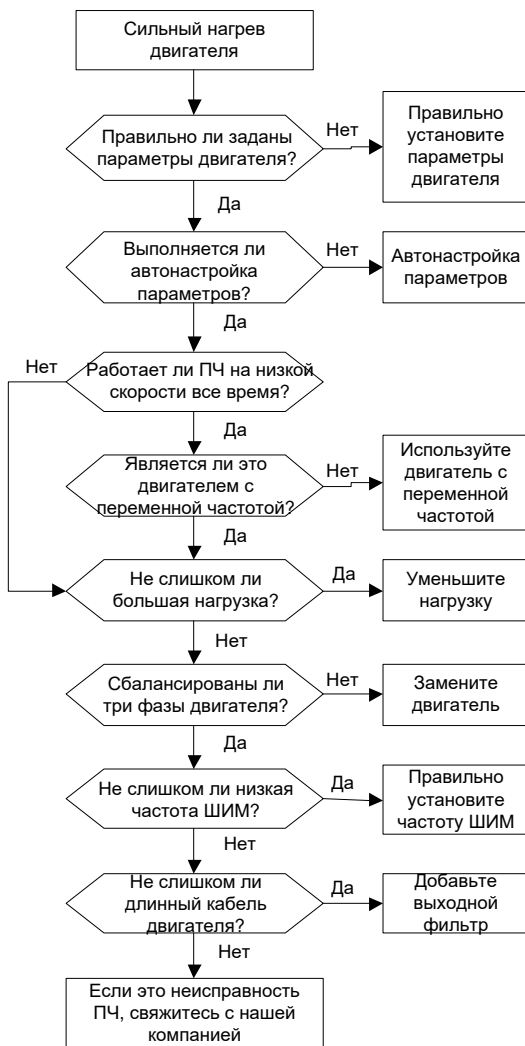 Сильный нагрев
двигателя
Правильно ли заданы
параметры двигателя?
Нет
Правильно
установите
параметры
двигателя
Да
Выполняется ли
автонастройка
параметров?
Нет
Автонастройка
параметров
Да
Нет
Работает ли ПЧ на низкой
скорости все время?
Да
Является ли это
двигателем с
переменной частотой?
Нет
Используйте
двигатель с
переменной
частотой
Да
Не слишком ли
большая нагрузка?
Да
Уменьшите
нагрузку
Нет
Сбалансированы ли
три фазы двигателя?
Нет
Замените
двигатель
Да
Не слишком ли низкая
частота ШИМ?
Да
Правильно
установите
частоту ШИМ
Нет
Не слишком ли
длинный кабель
двигателя?
Да
Добавьте
выходной
фильтр
Нет
Если это неисправность
ПЧ, свяжитесь с нашей
компанией